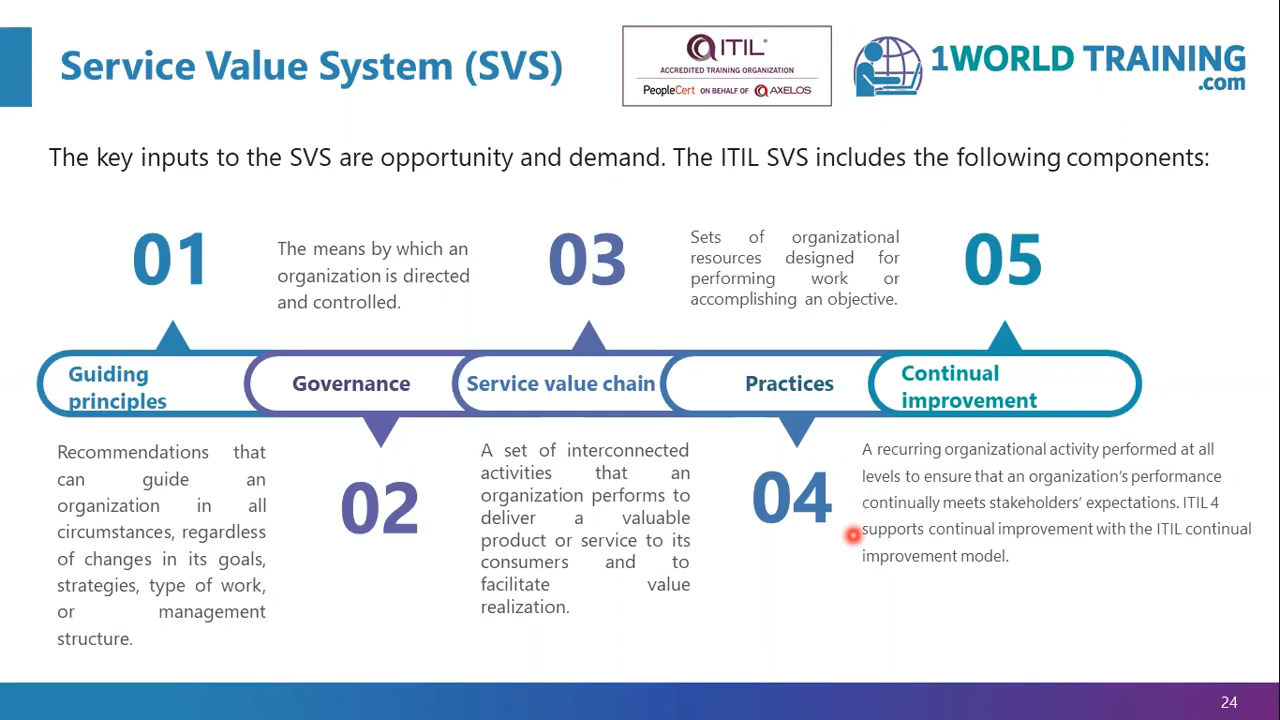 Service Value System (SVS)
ITIL®
ACCREDITED TRAINING ORGANIZATION
PeopleCert ON BEHALF OF AXELOS
1WORLD TRAINING
.com
The key inputs to the SVS are opportunity and demand. The ITIL SVS includes the following components:
01
The means by which an
organization is directed
and controlled.
03
Sets of organizational
resources designed for
performing work or
accomplishing an objective.
05
Guiding
principles
Governance
Service value chain
Practices
Continual
improvement
Recommendations that
can guide an
organization in all
circumstances, regardless
of changes in its goals,
strategies, type of work,
or management
structure.
02
A set of interconnected
activities that an
organization performs to
deliver a valuable
product or service to its
consumers and to
facilitate value
realization.
04
A recurring organizational activity performed at all
levels to ensure that an organization's performance
continually meets stakeholders' expectations. ITIL 4
supports continual improvement with the ITIL continual
improvement model.
24